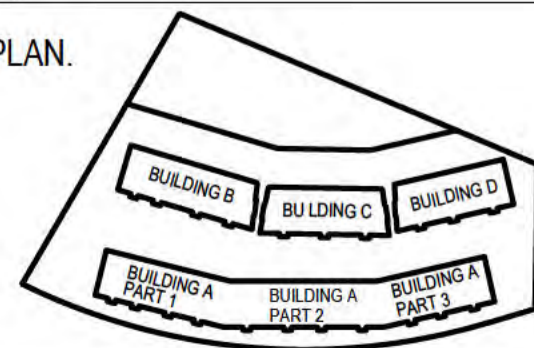 PLAN.
BUILDING B
BU LDING C
BUILDING D
BUILDING A
PART 1
BUILDING A
PART 2
BUILDING A
PART 3